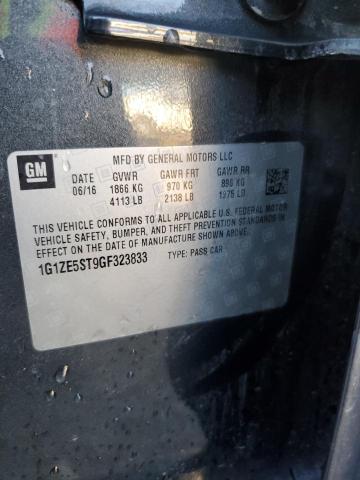 GM
MFD BY GENERAL MOTORS LLC
DATE GVWR GAWR FRT GAWR RR
06/16 1866 KG 970 KG 896 KG
4113 LB 2138 LB 1975 LB
THIS VEHICLE CONFORMS TO ALL APPLICABLE U.S. FEDERAL MOTOR
VEHICLE SAFETY, BUMPER, AND THEFT PREVENTION STANDARDS IN
EFFECT ON THE DATE OF MANUFACTURE SHOWN ABOVE.
1G1ZE5ST9GF323833 TYPE: PASS CAR